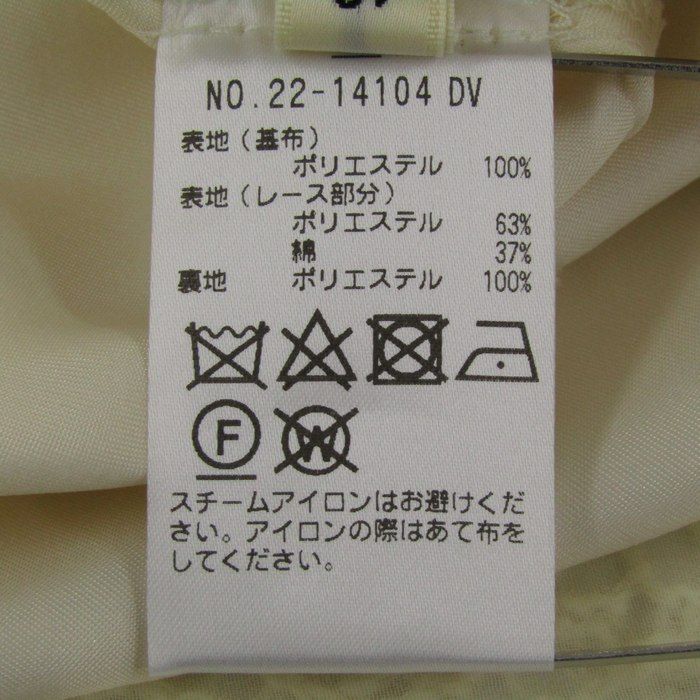 NO.22-14104 DV
表地(基布)
ポリエステル 100%
表地(レース部分)
ポリエステル 63%
綿 37%
裏地 ポリエステル 100%
F W
スチームアイロンはお避けくだ
さい。アイロンの際はあて布を
してください。